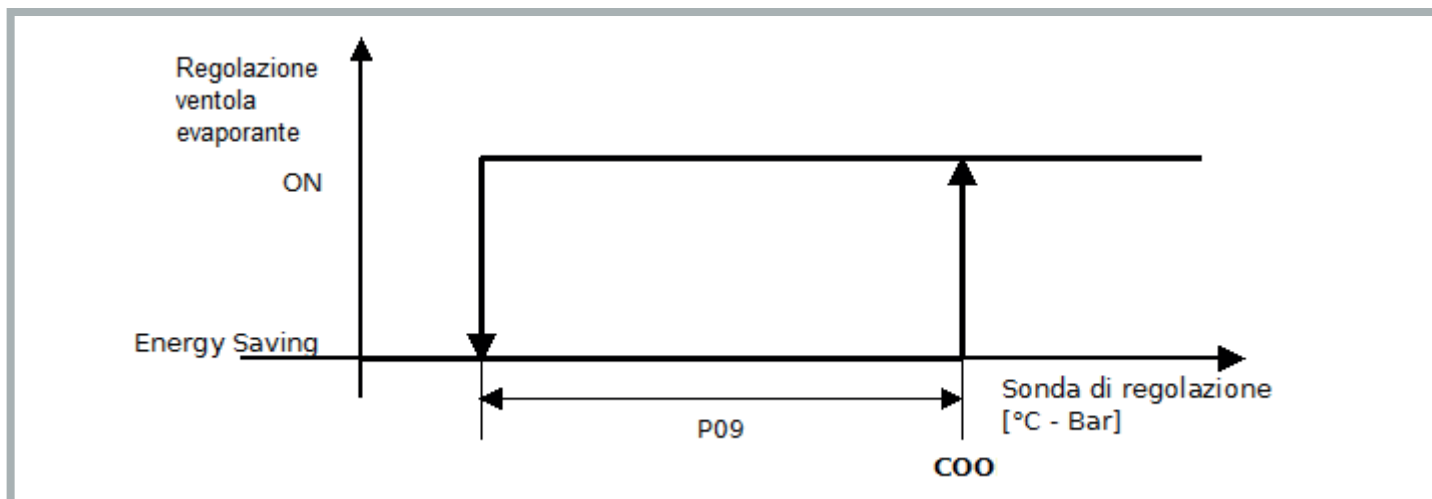 Regolazione
ventola
evaporante
ON
Energy Saving
Sonda di regolazione
[°C - Bar]
P09
COO